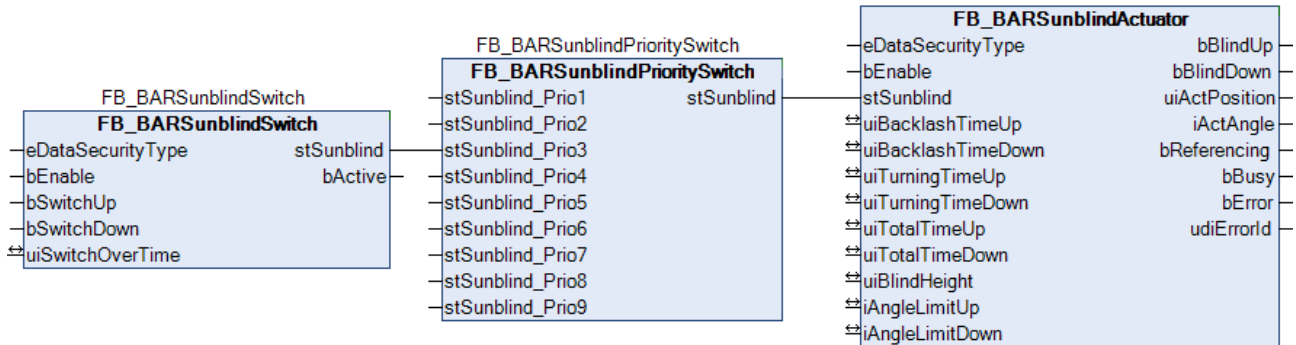 FB_BARSunblindSwitch
FB_BARSunblindSwitch
eDataSecurityType stSunblind
bEnable bActive
bSwitchUp
bSwitchDown
uiSwitchOverTime
FB_BARSunblindPrioritySwitch
FB_BARSunblindPrioritySwitch
stSunblind_Prio1 stSunblind
stSunblind_Prio2
stSunblind_Prio3
stSunblind_Prio4
stSunblind_Prio5
stSunblind_Prio6
stSunblind_Prio7
stSunblind_Prio8
stSunblind_Prio9
FB_BARSunblindActuator
eDataSecurityType bBlindUp
bEnable bBlindDown
stSunblind uiActPosition
uiBacklashTimeUp iActAngle
uiBacklashTimeDown bReferencing
uiTurningTimeUp bBusy
uiTurningTimeDown bError
uiTotalTimeUp udiErrorId
uiTotalTimeDown
uiBlindHeight
iAngleLimitUp
iAngleLimitDown